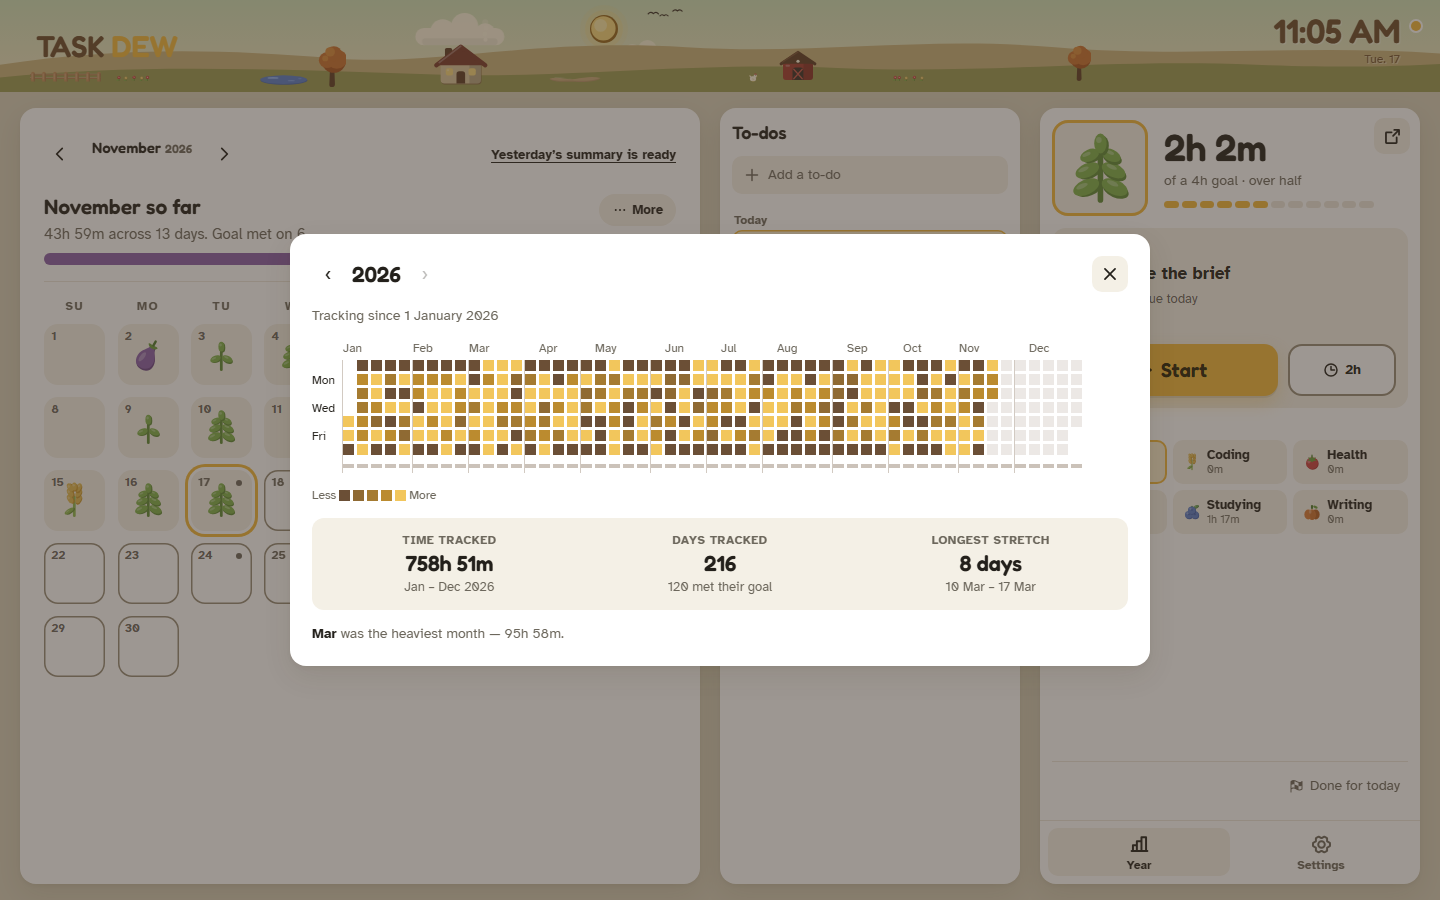 TASK DEW
11:05 AM
Tue. 17
November 2026
Yesterday's summary is ready
November so far
··· More
43h 59m across 13 days. Goal met on 6
SU MO TU
1 2 3 4
8 9 10 11
15 16 17 18
22 23 24 25
29 30
To-dos
Add a to-do
Today
2h 2m
of a 4h goal · over half
e the brief
ue today
Start
2h
Coding
0m
Health
0m
Studying
1h 17m
Writing
0m
Done for today
Year
Settings
2026
Tracking since 1 January 2026
Jan Feb Mar Apr May Jun Jul Aug Sep Oct Nov Dec
Mon
Wed
Fri
Less More
TIME TRACKED
758h 51m
Jan – Dec 2026
DAYS TRACKED
216
120 met their goal
LONGEST STRETCH
8 days
10 Mar – 17 Mar
Mar was the heaviest month — 95h 58m.